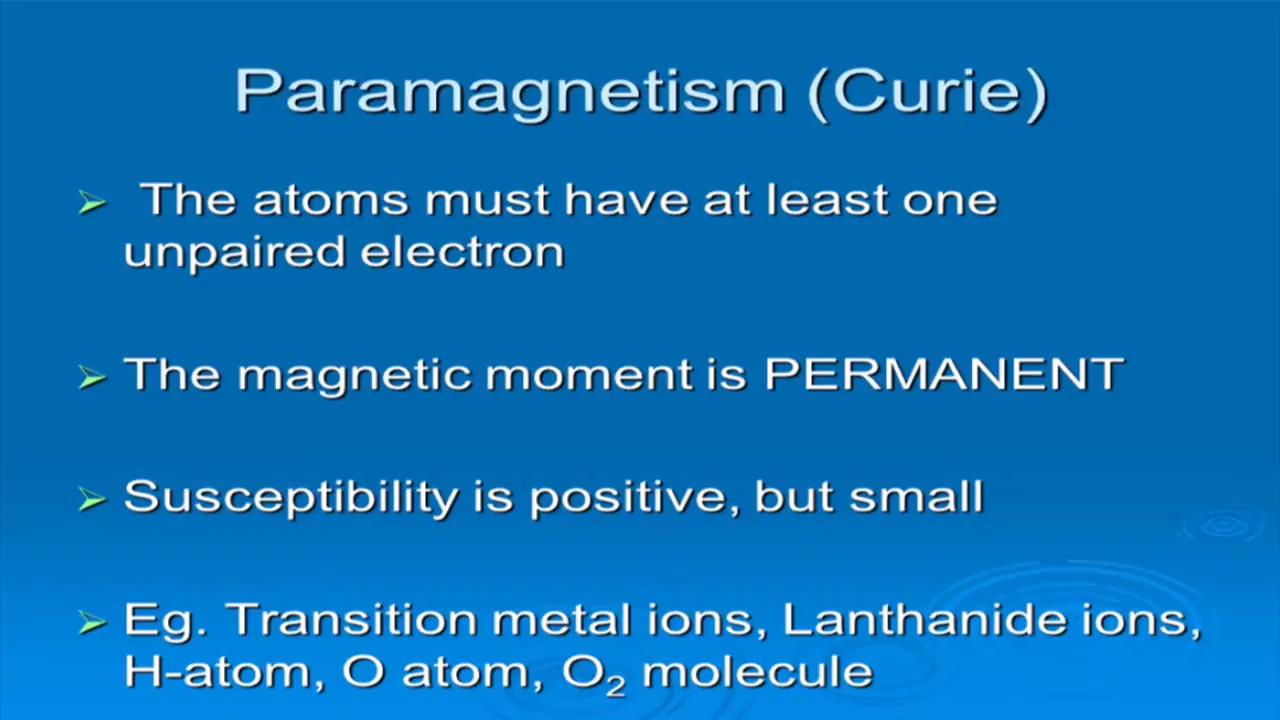 Paramagnetism (Curie)
➢ The atoms must have at least one
unpaired electron
➢ The magnetic moment is PERMANENT
➢ Susceptibility is positive, but small
➢ Eg. Transition metal ions, Lanthanide ions,
H-atom, O atom, O₂ molecule